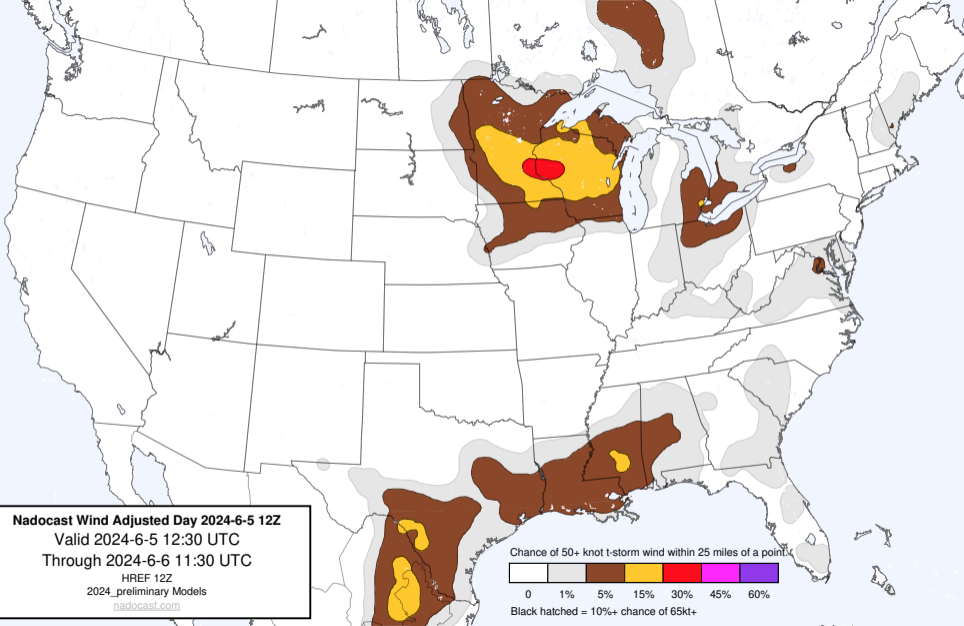 Nadocast Wind Adjusted Day 2024-6-5 12Z
Valid 2024-6-5 12:30 UTC
Through 2024-6-6 11:30 UTC
HREF 12Z
2024_preliminary Models
nadocast.com
Chance of 50+ knot t-storm wind within 25 miles of a point.
0 1% 5% 15% 30% 45% 60%
Black hatched = 10%+ chance of 65kt+